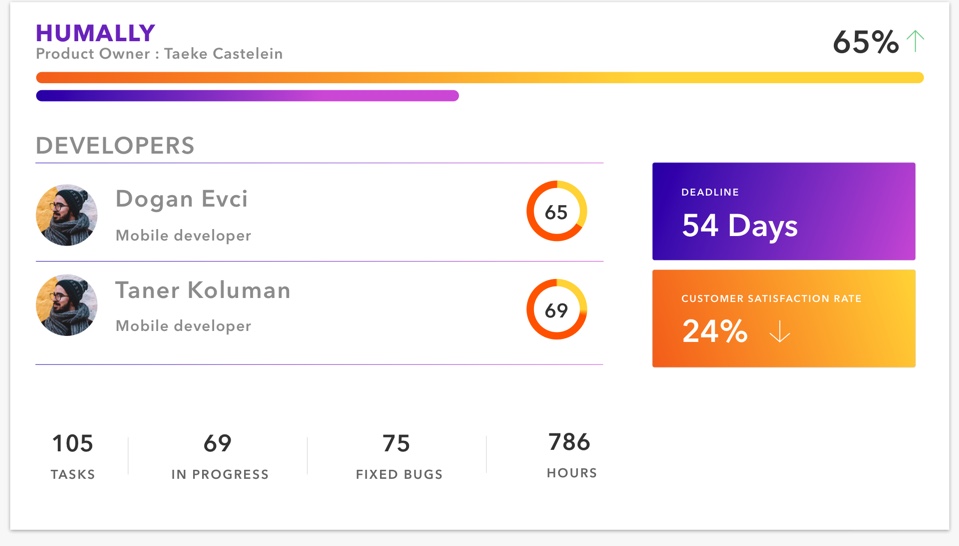 HUMALLY
Product Owner : Taeke Castelein
65%
DEVELOPERS
Dogan Evci
Mobile developer
65
Taner Koluman
Mobile developer
69
DEADLINE
54 Days
CUSTOMER SATISFACTION RATE
24%
105
TASKS
69
IN PROGRESS
75
FIXED BUGS
786
HOURS